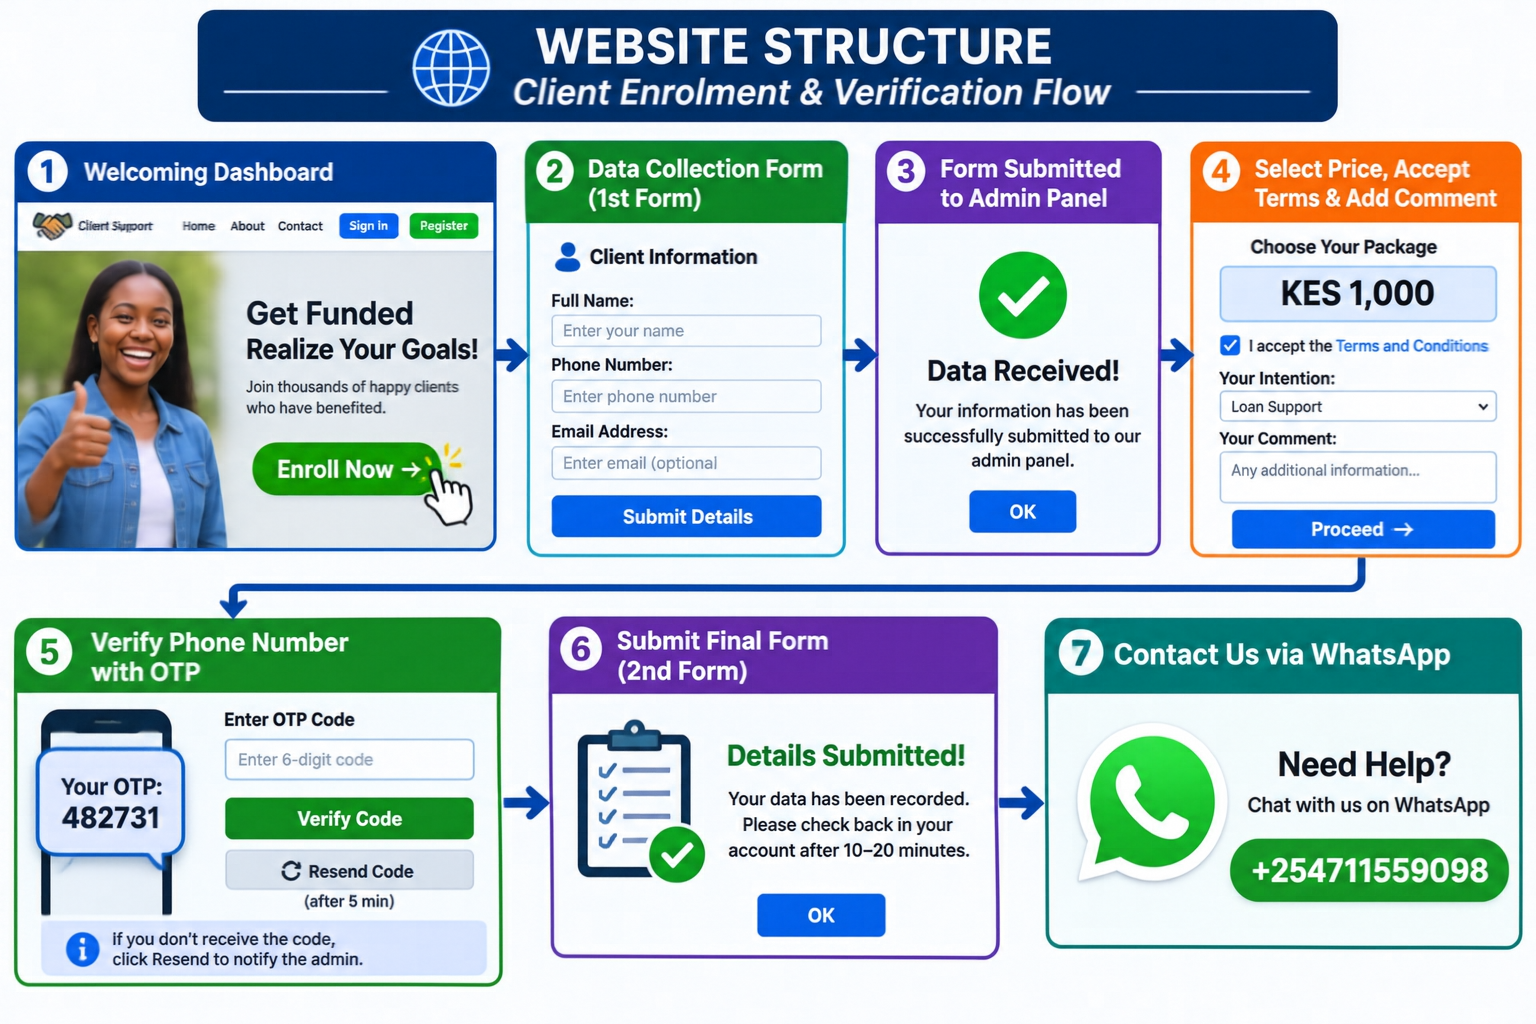 WEBSITE STRUCTURE
Client Enrolment & Verification Flow
1 Welcoming Dashboard
Client Support Home About Contact Sign In Pegister
Get Funded
Realize Your Goals!
Join thousands of happy clients
who have benefited.
Enroll Now →
2 Data Collection Form
(1st Form)
Client Information
Full Name:
Enter your name
Phone Number:
Enter phone number
Email Address:
Enter email (optional
Submit Details
3 Form Submitted
to Admin Panel
Data Received!
Your information has been
successfully submitted to our
admin panel.
OK
4 Select Price, Accept
Terms & Add Comment
Choose Your Package
KES 1,000
I accept the Terms and Conditions
Your Intention:
Loan Support
Your Comment:
Any additional information...
Proceed →
5 Verify Phone Number
with OTP
Your OTP:
482731
Enter OTP Code
Enter 6-digit code
Verify Code
Resend Code
(after 5 min)
if you don't receive the code,
click Resend to notify the admin.
6 Submit Final Form
(2nd Form)
Details Submitted!
Your data has been recorded.
Please check back in your
account after 10–20 minutes.
OK
7 Contact Us via WhatsApp
Need Help?
Chat with us on WhatsApp
+254711559098